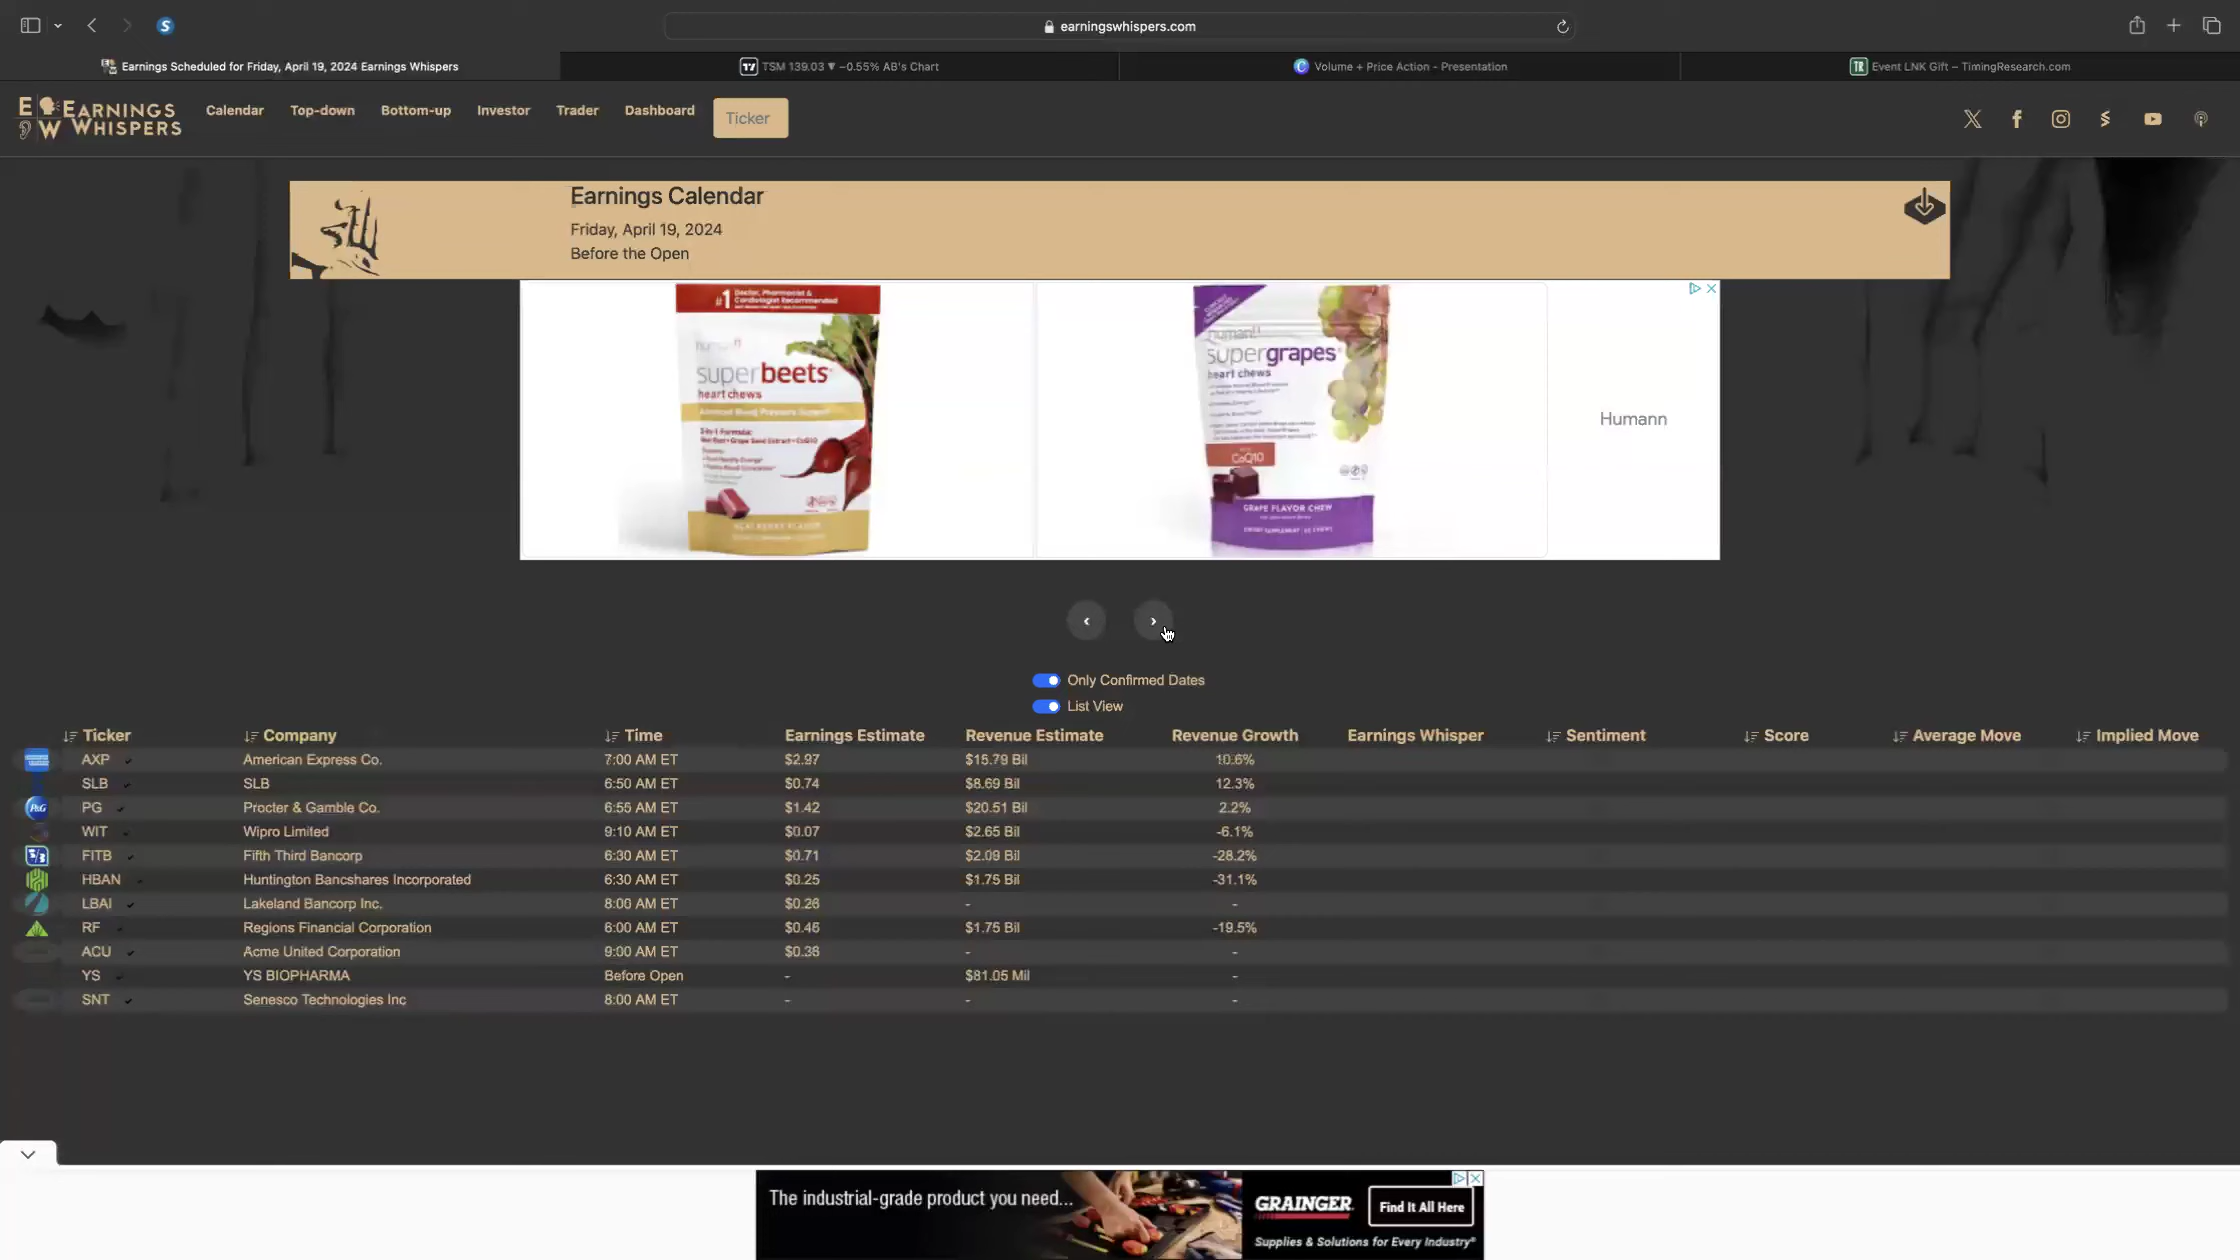 earningswhispers.com
Earnings Scheduled for Friday, April 19, 2024 Earnings Whispers
TSM 139.03 ▼ −0.55% AB's Chart
Volume + Price Action - Presentation
Event LNK Gift – TimingResearch.com
EARNINGS WHISPERS
Calendar Top-down Bottom-up Investor Trader Dashboard Ticker
Earnings Calendar
Friday, April 19, 2024
Before the Open
#1 Doctor, Pharmacist & Cardiologist Recommended
superbeets
heart chews
humann
supergrapes
heart chews
CoQ10
GRAPE FLAVOR CHEW
Humann
Only Confirmed Dates
List View
Ticker Company Time Earnings Estimate Revenue Estimate Revenue Growth Earnings Whisper Sentiment Score Average Move Implied Move
AXP American Express Co. 7:00 AM ET $2.97 $15.79 Bil 10.6%
SLB SLB 6:50 AM ET $0.74 $8.69 Bil 12.3%
P&G PG Procter & Gamble Co. 6:55 AM ET $1.42 $20.51 Bil 2.2%
WIT Wipro Limited 9:10 AM ET $0.07 $2.65 Bil -6.1%
FITB Fifth Third Bancorp 6:30 AM ET $0.71 $2.09 Bil -28.2%
HBAN Huntington Bancshares Incorporated 6:30 AM ET $0.25 $1.75 Bil -31.1%
LBAI Lakeland Bancorp Inc. 8:00 AM ET $0.26 - -
RF Regions Financial Corporation 6:00 AM ET $0.45 $1.75 Bil -19.5%
ACU Acme United Corporation 9:00 AM ET $0.36 - -
YS YS BIOPHARMA Before Open - $81.05 Mil -
SNT Senesco Technologies Inc 8:00 AM ET - - -
The industrial-grade product you need...
GRAINGER
Find It All Here
Supplies & Solutions for Every Industry®